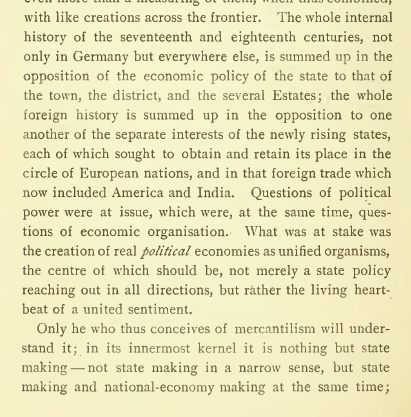 even more than a measuring of them, when thus combined,
with like creations across the frontier. The whole internal
history of the seventeenth and eighteenth centuries, not
only in Germany but everywhere else, is summed up in the
opposition of the economic policy of the state to that of
the town, the district, and the several Estates; the whole
foreign history is summed up in the opposition to one
another of the separate interests of the newly rising states,
each of which sought to obtain and retain its place in the
circle of European nations, and in that foreign trade which
now included America and India. Questions of political
power were at issue, which were, at the same time, ques-
tions of economic organisation. What was at stake was
the creation of real political economies as unified organisms,
the centre of which should be, not merely a state policy
reaching out in all directions, but rather the living heart-
beat of a united sentiment.
Only he who thus conceives of mercantilism will under-
stand it; in its innermost kernel it is nothing but state
making — not state making in a narrow sense, but state
making and national-economy making at the same time;